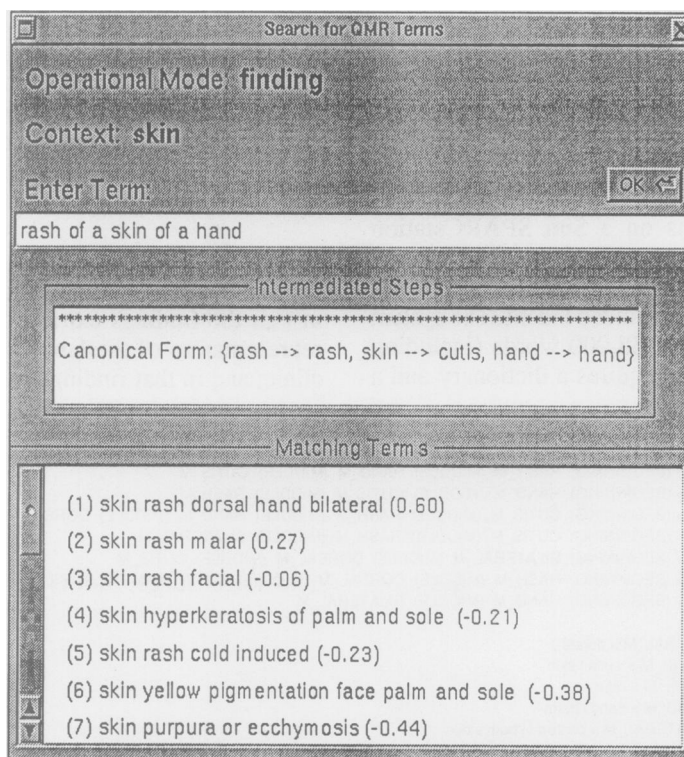 Search for QMR Terms
Operational Mode: finding
Context: skin
Enter Term:
OK
rash of a skin of a hand
Intermediated Steps
******************************************************************************
Canonical Form: {rash --> rash, skin --> cutis, hand --> hand}
Matching Terms
(1) skin rash dorsal hand bilateral (0.60)
(2) skin rash malar (0.27)
(3) skin rash facial (-0.06)
(4) skin hyperkeratosis of palm and sole (-0.21)
(5) skin rash cold induced (-0.23)
(6) skin yellow pigmentation face palm and sole (-0.38)
(7) skin purpura or ecchymosis (-0.44)